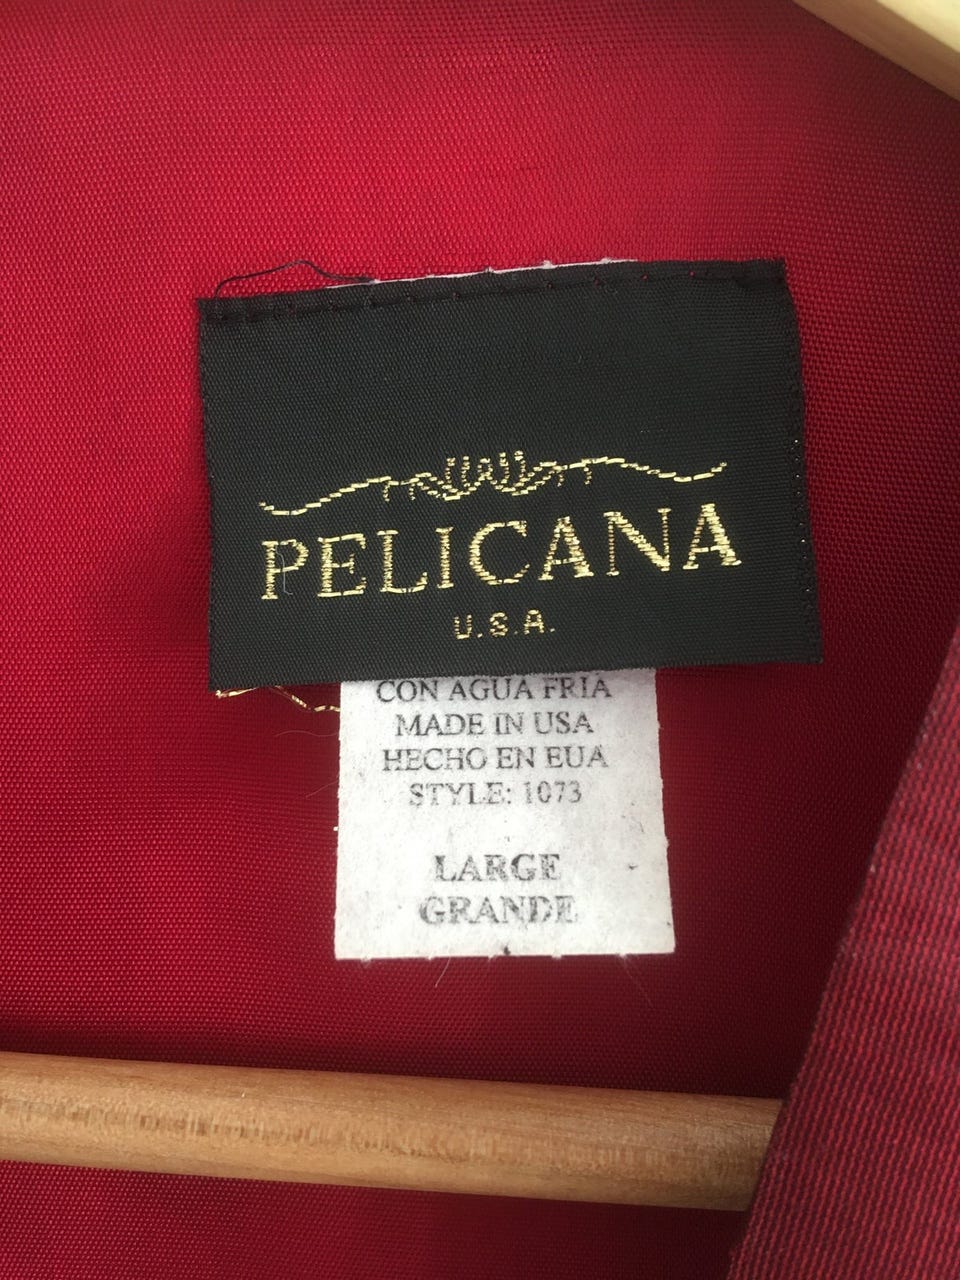 PELICANA
U.S.A.
CON AGUA FRIA
MADE IN USA
HECHO EN EUA
STYLE: 1073
LARGE
GRANDE